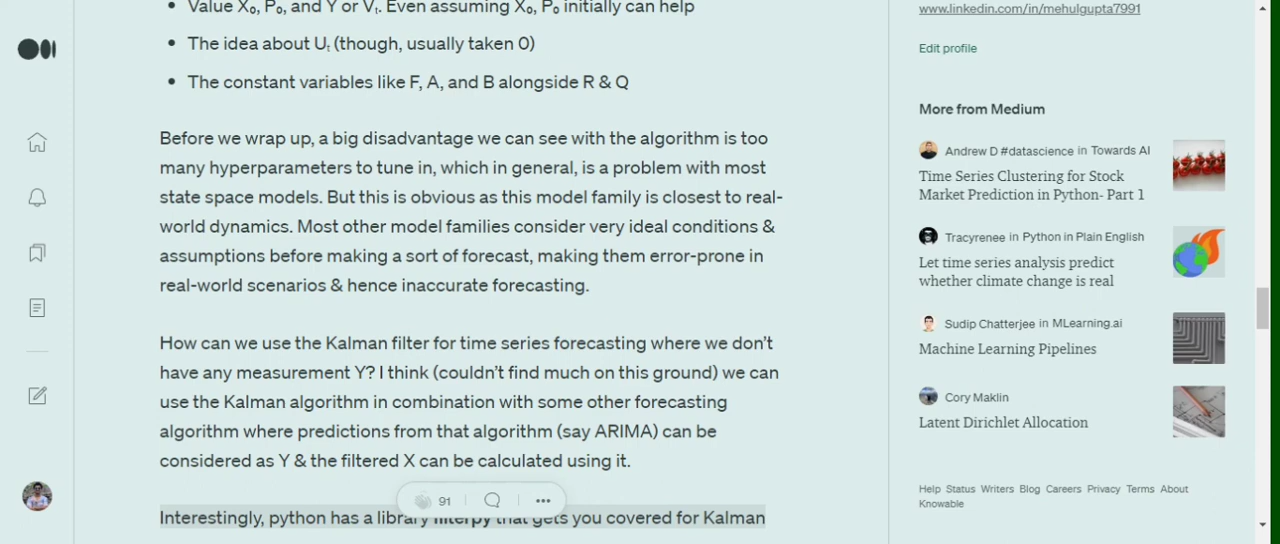 Value X₀, P₀, and Y or Vₜ. Even assuming X₀, P₀ initially can help
The idea about Uₜ (though, usually taken 0)
The constant variables like F, A, and B alongside R & Q
Before we wrap up, a big disadvantage we can see with the algorithm is too
many hyperparameters to tune in, which in general, is a problem with most
state space models. But this is obvious as this model family is closest to real-
world dynamics. Most other model families consider very ideal conditions &
assumptions before making a sort of forecast, making them error-prone in
real-world scenarios & hence inaccurate forecasting.
How can we use the Kalman filter for time series forecasting where we don't
have any measurement Y? I think (couldn't find much on this ground) we can
use the Kalman algorithm in combination with some other forecasting
algorithm where predictions from that algorithm (say ARIMA) can be
considered as Y & the filtered X can be calculated using it.
91
Interestingly, python has a library filterpy that gets you covered for Kalman
www.linkedin.com/in/mehulgupta7991
Edit profile
More from Medium
Andrew D #datascience in Towards AI
Time Series Clustering for Stock
Market Prediction in Python- Part 1
Tracyrenee in Python in Plain English
Let time series analysis predict
whether climate change is real
Sudip Chatterjee in MLearning.ai
Machine Learning Pipelines
Cory Maklin
Latent Dirichlet Allocation
Help Status Writers Blog Careers Privacy Terms About
Knowable